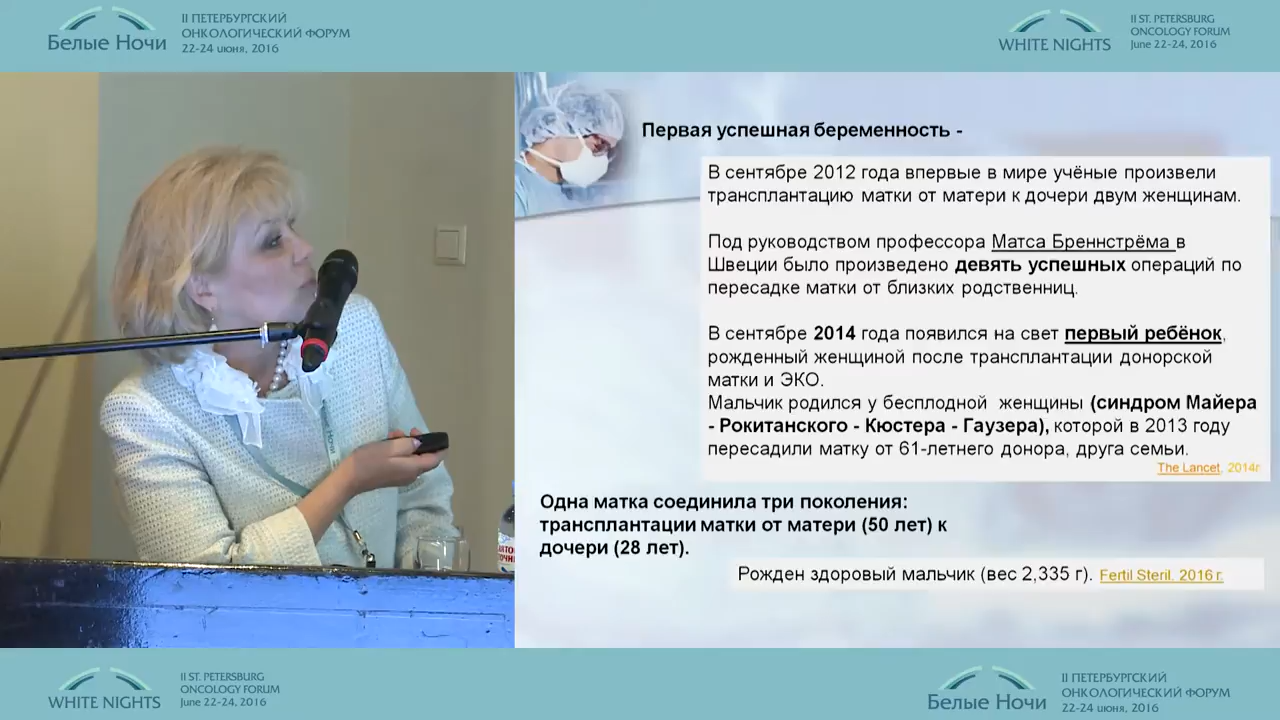 Белые Ночи
II ПЕТЕРБУРГСКИЙ
ОНКОЛОГИЧЕСКИЙ ФОРУМ
22-24 июня, 2016
WHITE NIGHTS
II ST. PETERSBURG
ONCOLOGY FORUM
June 22-24, 2016
Первая успешная беременность -
В сентябре 2012 года впервые в мире учёные произвели
трансплантацию матки от матери к дочери двум женщинам.
Под руководством профессора Матса Бреннстрёма в
Швеции было произведено девять успешных операций по
пересадке матки от близких родственниц.
В сентябре 2014 года появился на свет первый ребёнок,
рожденный женщиной после трансплантации донорской
матки и ЭКО.
Мальчик родился у бесплодной женщины (синдром Майера
- Рокитанского - Кюстера - Гаузера), которой в 2013 году
пересадили матку от 61-летнего донора, друга семьи.
The Lancet, 2014г
Одна матка соединила три поколения:
трансплантации матки от матери (50 лет) к
дочери (28 лет).
Рожден здоровый мальчик (вес 2,335 г). Fertil Steril. 2016 г.
WHITE NIGHTS
II ST. PETERSBURG
ONCOLOGY FORUM
June 22-24, 2016
Белые Ночи
II ПЕТЕРБУРГСКИЙ
ОНКОЛОГИЧЕСКИЙ ФОРУМ
22-24 июня, 2016